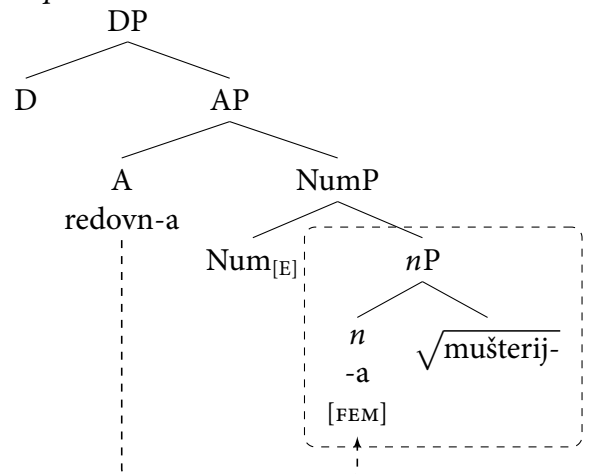 DP
D AP
A NumP
redovn-a
Num[E] nP
n √mušterij-
-a
[FEM]